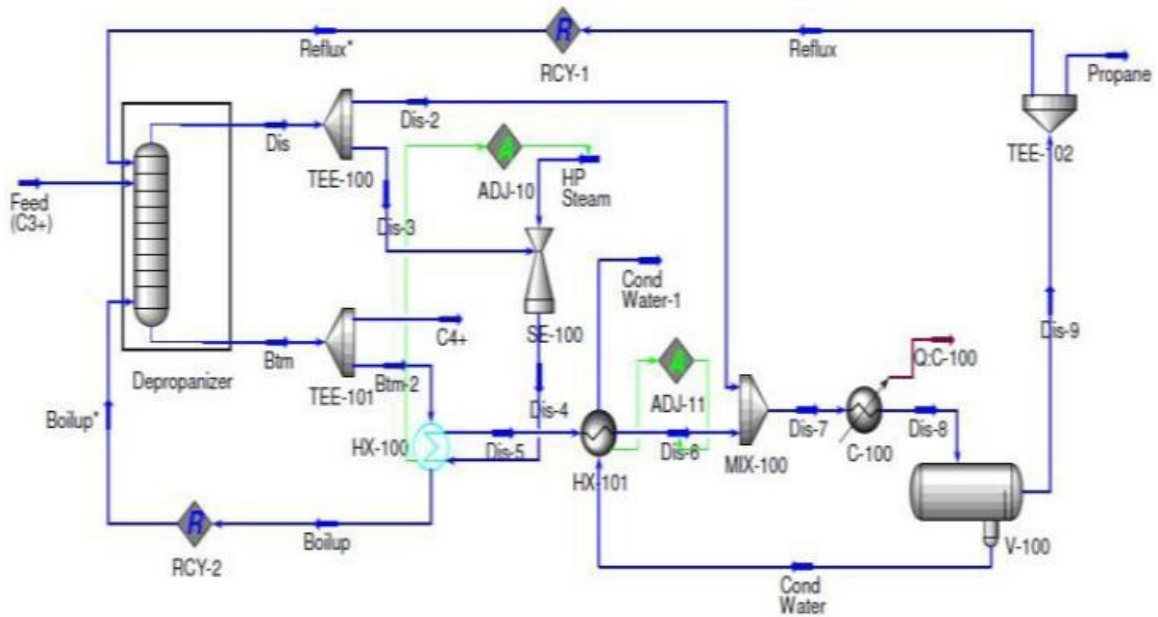 Reflux*
R
RCY-1
Reflux
Propane
TEE-102
Dis
TEE-100
Dis-2
A
ADJ-10
HP
Steam
Feed
(C3+)
Dis-3
SE-100
Cond
Water-1
Depropanizer
Btm
TEE-101
C4+
Btm-2
Dis-4
A
ADJ-11
Q:C-100
Dis-9
Boilup*
HX-100
Dis-5
HX-101
Dis-6
MIX-100
Dis-7
C-100
Dis-8
R
RCY-2
Boilup
V-100
Cond
Water